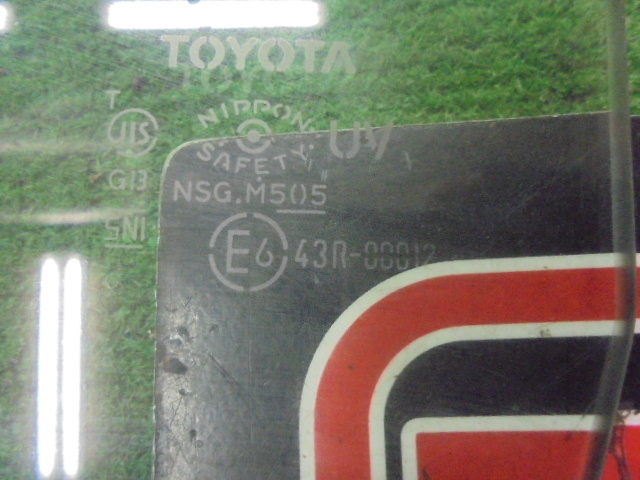 TOYOTA
T
JIS
NIPPON
SAFETY
UV
G13
NSG.M505
SNI
E6 43R-00012